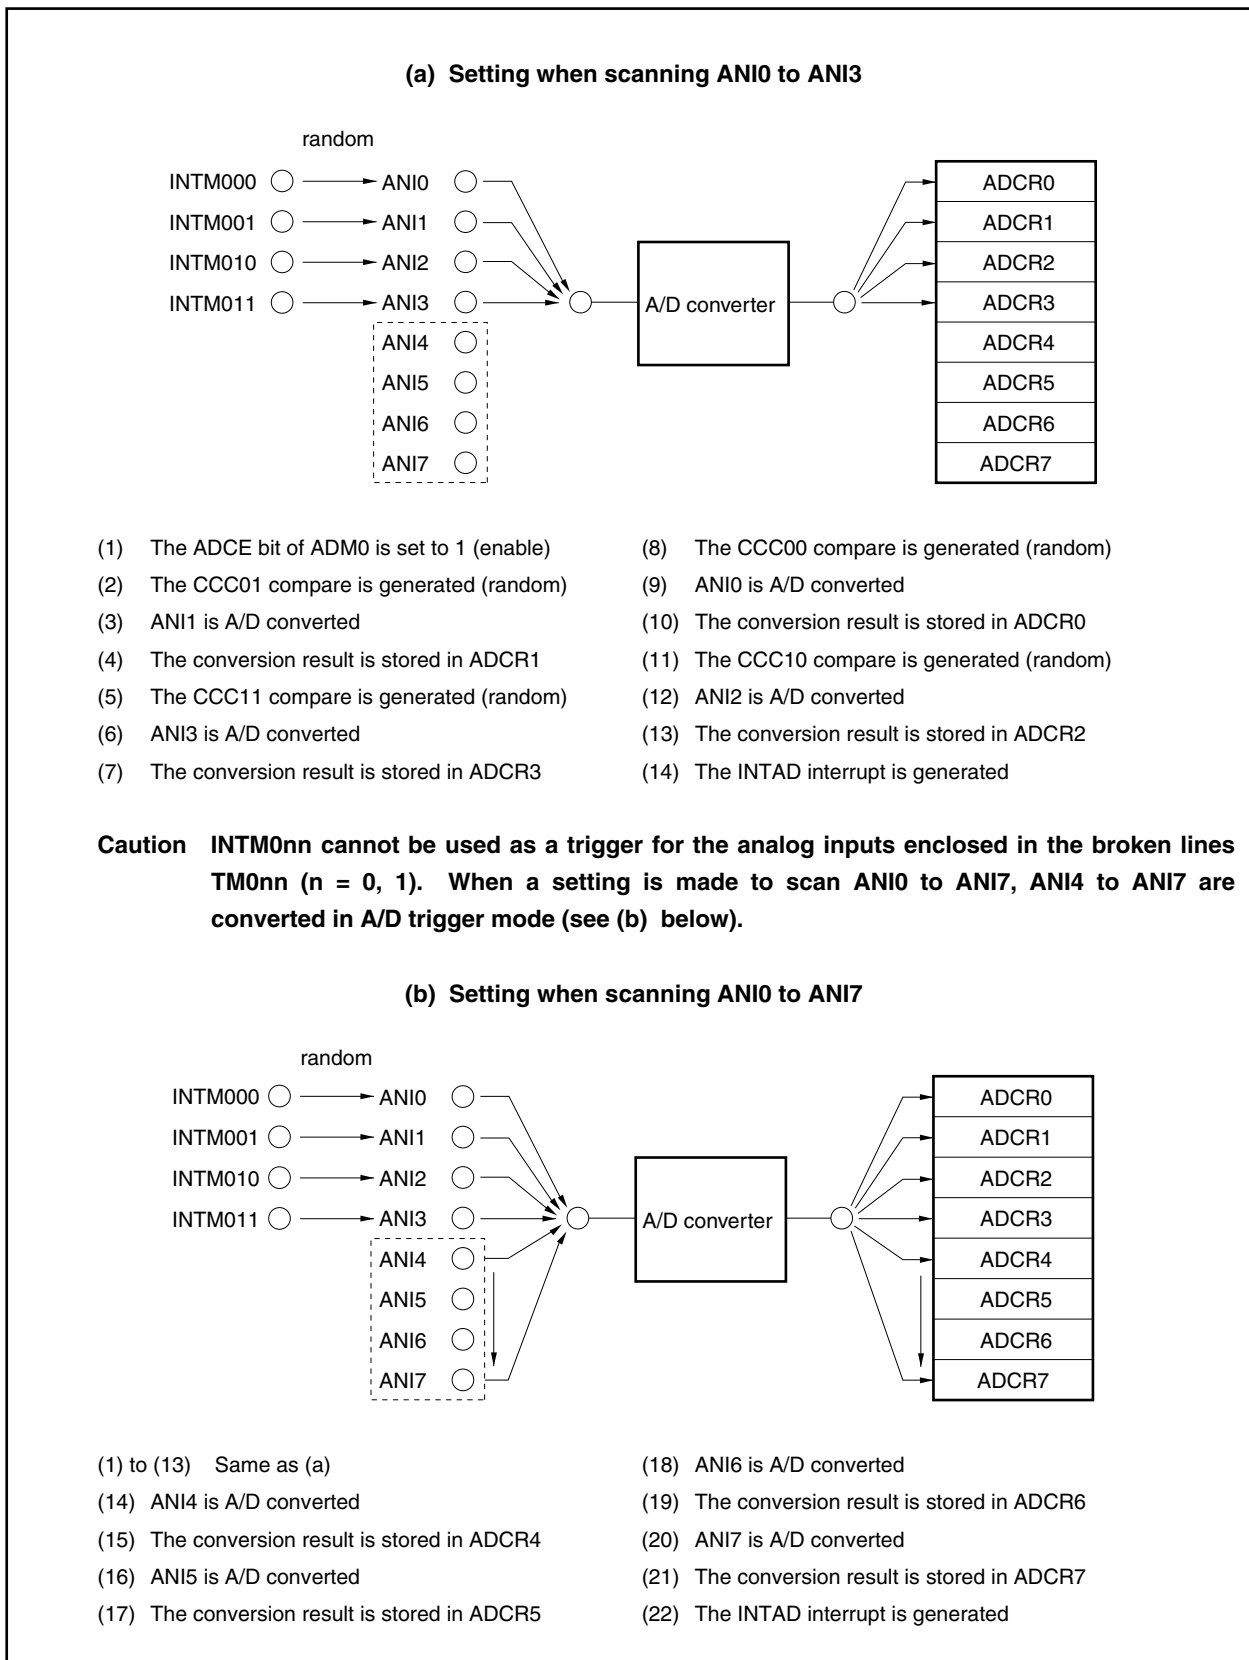 (a) Setting when scanning ANI0 to ANI3
random
INTM000 ANI0 ADCR0
INTM001 ANI1 ADCR1
INTM010 ANI2 ADCR2
INTM011 ANI3 A/D converter ADCR3
ANI4 ADCR4
ANI5 ADCR5
ANI6 ADCR6
ANI7 ADCR7
(1) The ADCE bit of ADM0 is set to 1 (enable)
(2) The CCC01 compare is generated (random)
(3) ANI1 is A/D converted
(4) The conversion result is stored in ADCR1
(5) The CCC11 compare is generated (random)
(6) ANI3 is A/D converted
(7) The conversion result is stored in ADCR3
(8) The CCC00 compare is generated (random)
(9) ANI0 is A/D converted
(10) The conversion result is stored in ADCR0
(11) The CCC10 compare is generated (random)
(12) ANI2 is A/D converted
(13) The conversion result is stored in ADCR2
(14) The INTAD interrupt is generated
Caution INTM0nn cannot be used as a trigger for the analog inputs enclosed in the broken lines
TM0nn (n = 0, 1). When a setting is made to scan ANI0 to ANI7, ANI4 to ANI7 are
converted in A/D trigger mode (see (b) below).
(b) Setting when scanning ANI0 to ANI7
random
INTM000 ANI0 ADCR0
INTM001 ANI1 ADCR1
INTM010 ANI2 ADCR2
INTM011 ANI3 A/D converter ADCR3
ANI4 ADCR4
ANI5 ADCR5
ANI6 ADCR6
ANI7 ADCR7
(1) to (13) Same as (a)
(14) ANI4 is A/D converted
(15) The conversion result is stored in ADCR4
(16) ANI5 is A/D converted
(17) The conversion result is stored in ADCR5
(18) ANI6 is A/D converted
(19) The conversion result is stored in ADCR6
(20) ANI7 is A/D converted
(21) The conversion result is stored in ADCR7
(22) The INTAD interrupt is generated